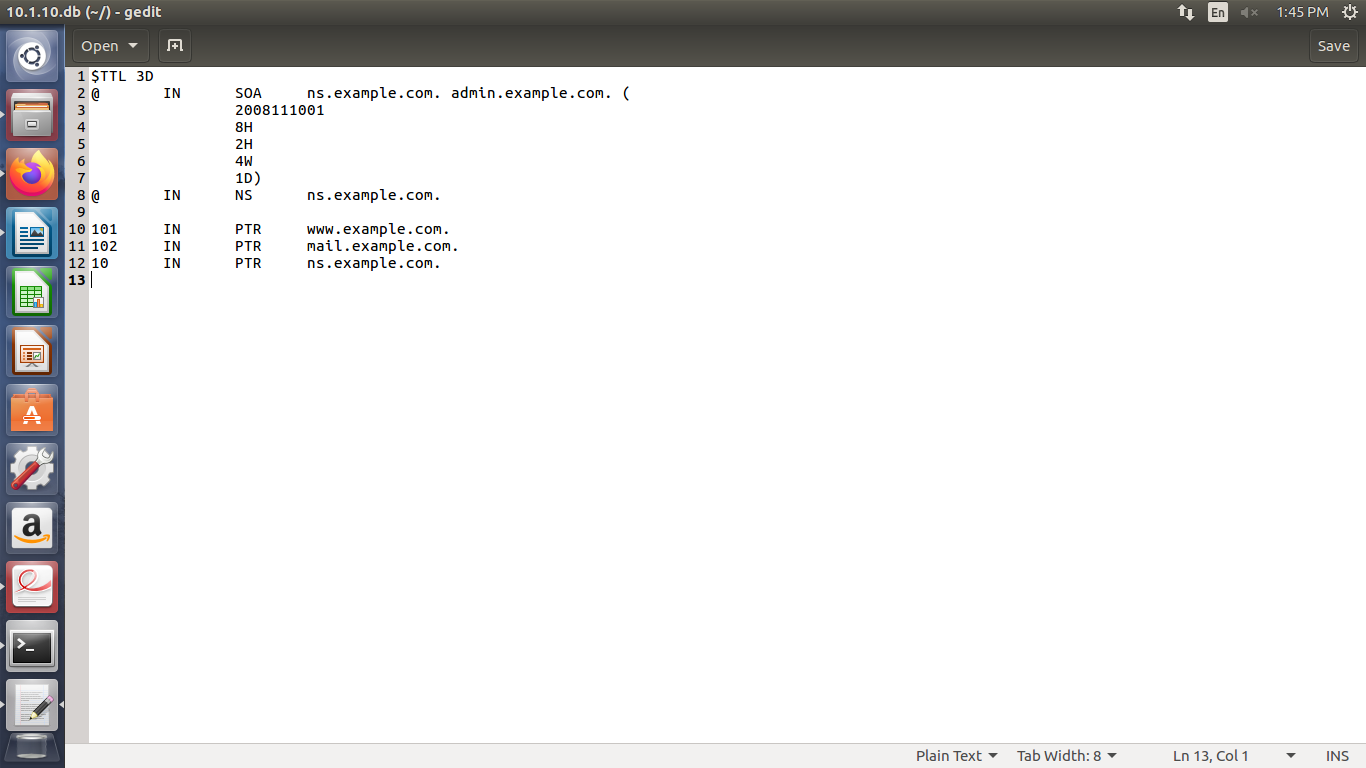 10.1.10.db (~/) - gedit
En
1:45 PM
Open
Save
1 $TTL 3D
2 @ IN SOA ns.example.com. admin.example.com. (
3 2008111001
4 8H
5 2H
6 4W
7 1D)
8 @ IN NS ns.example.com.
9
10 101 IN PTR www.example.com.
11 102 IN PTR mail.example.com.
12 10 IN PTR ns.example.com.
13
A
a
>_
Plain Text Tab Width: 8 Ln 13, Col 1 INS